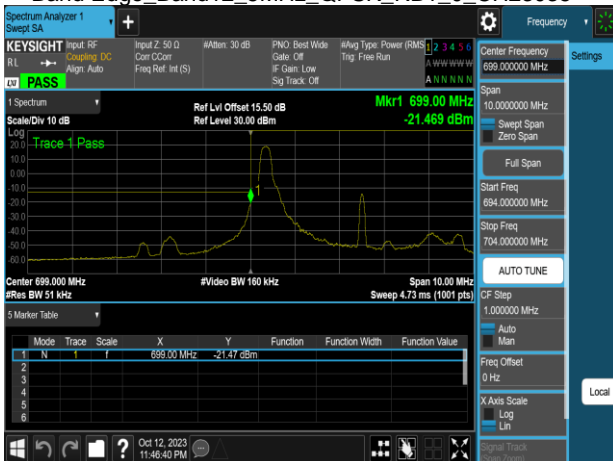 Spectrum Analyzer 1
Swept SA
+
Frequency
KEYSIGHT
Input: RF
Input Z: 50 Ω
#Atten: 30 dB
PNO: Best Wide
#Avg Type: Power (RMS
1 2 3 4 5 6
RL
Coupling: DC
Corr CCorr
Gate: Off
Trig: Free Run
A WWWWW
Align: Auto
Freq Ref: Int (S)
IF Gain: Low
Sig Track: Off
A N N N N N
LXI
PASS
1 Spectrum
Ref Lvl Offset 15.50 dB
Mkr1 699.00 MHz
Scale/Div 10 dB
Ref Level 30.00 dBm
-21.469 dBm
Log
Trace 1 Pass
20.0
10.0
0.00
-10.0
-20.0
-30.0
-40.0
-50.0
-60.0
1
Center 699.000 MHz
#Video BW 160 kHz
Span 10.00 MHz
#Res BW 51 kHz
Sweep 4.73 ms (1001 pts)
5 Marker Table
Mode Trace Scale X Y Function Function Width Function Value
1 N 1 f 699.00 MHz -21.47 dBm
2
3
4
5
6
?
Oct 12, 2023
11:46:40 PM
Center Frequency
699.000000 MHz
Settings
Span
10.0000000 MHz
Swept Span
Zero Span
Full Span
Start Freq
694.000000 MHz
Stop Freq
704.000000 MHz
AUTO TUNE
CF Step
1.000000 MHz
Auto
Man
Freq Offset
0 Hz
Local
X Axis Scale
Log
Lin
Signal Track
(Span Zoom)